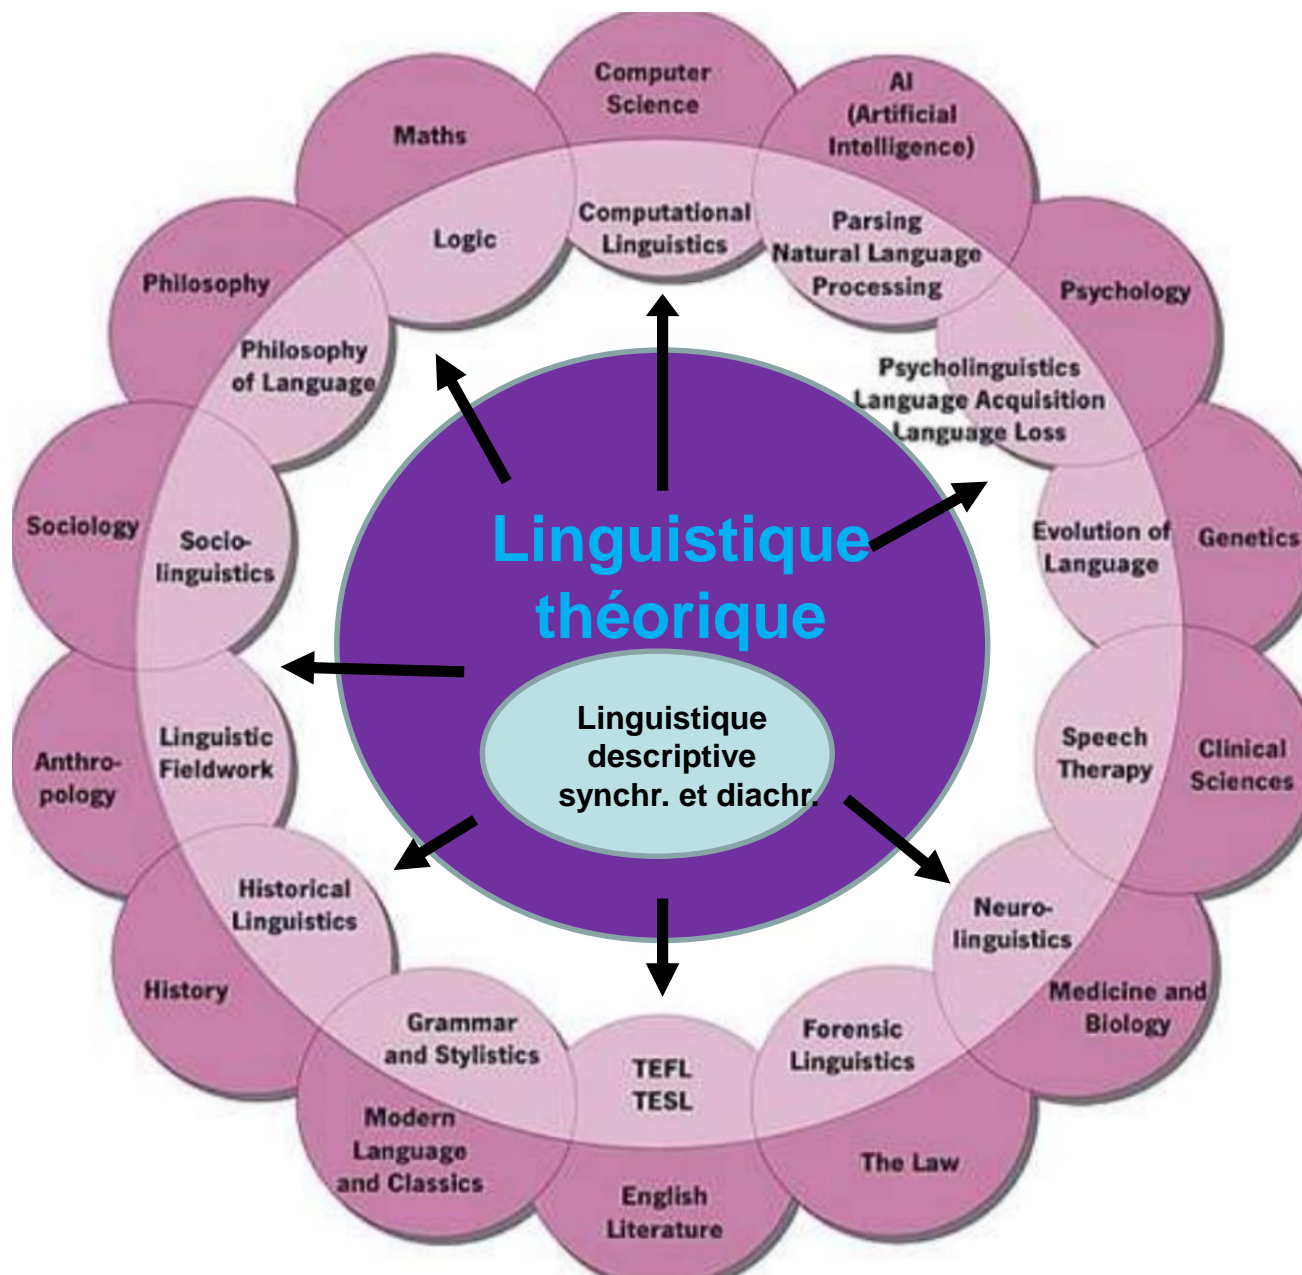 Computer
Science
AI
(Artificial
Intelligence)
Maths
Computational
Linguistics
Parsing
Natural Language
Processing
Logic
Philosophy
Psychology
Philosophy
of Language
Psycholinguistics
Language Acquisition
Language Loss
Sociology
Socio-
linguistics
Linguistique
théorique
Evolution of
Language
Genetics
Linguistique
descriptive
synchr. et diachr.
Anthro-
pology
Linguistic
Fieldwork
Speech
Therapy
Clinical
Sciences
Historical
Linguistics
Neuro-
linguistics
History
Medicine and
Biology
Grammar
and Stylistics
Forensic
Linguistics
TEFL
TESL
Modern
Language
and Classics
The Law
English
Literature